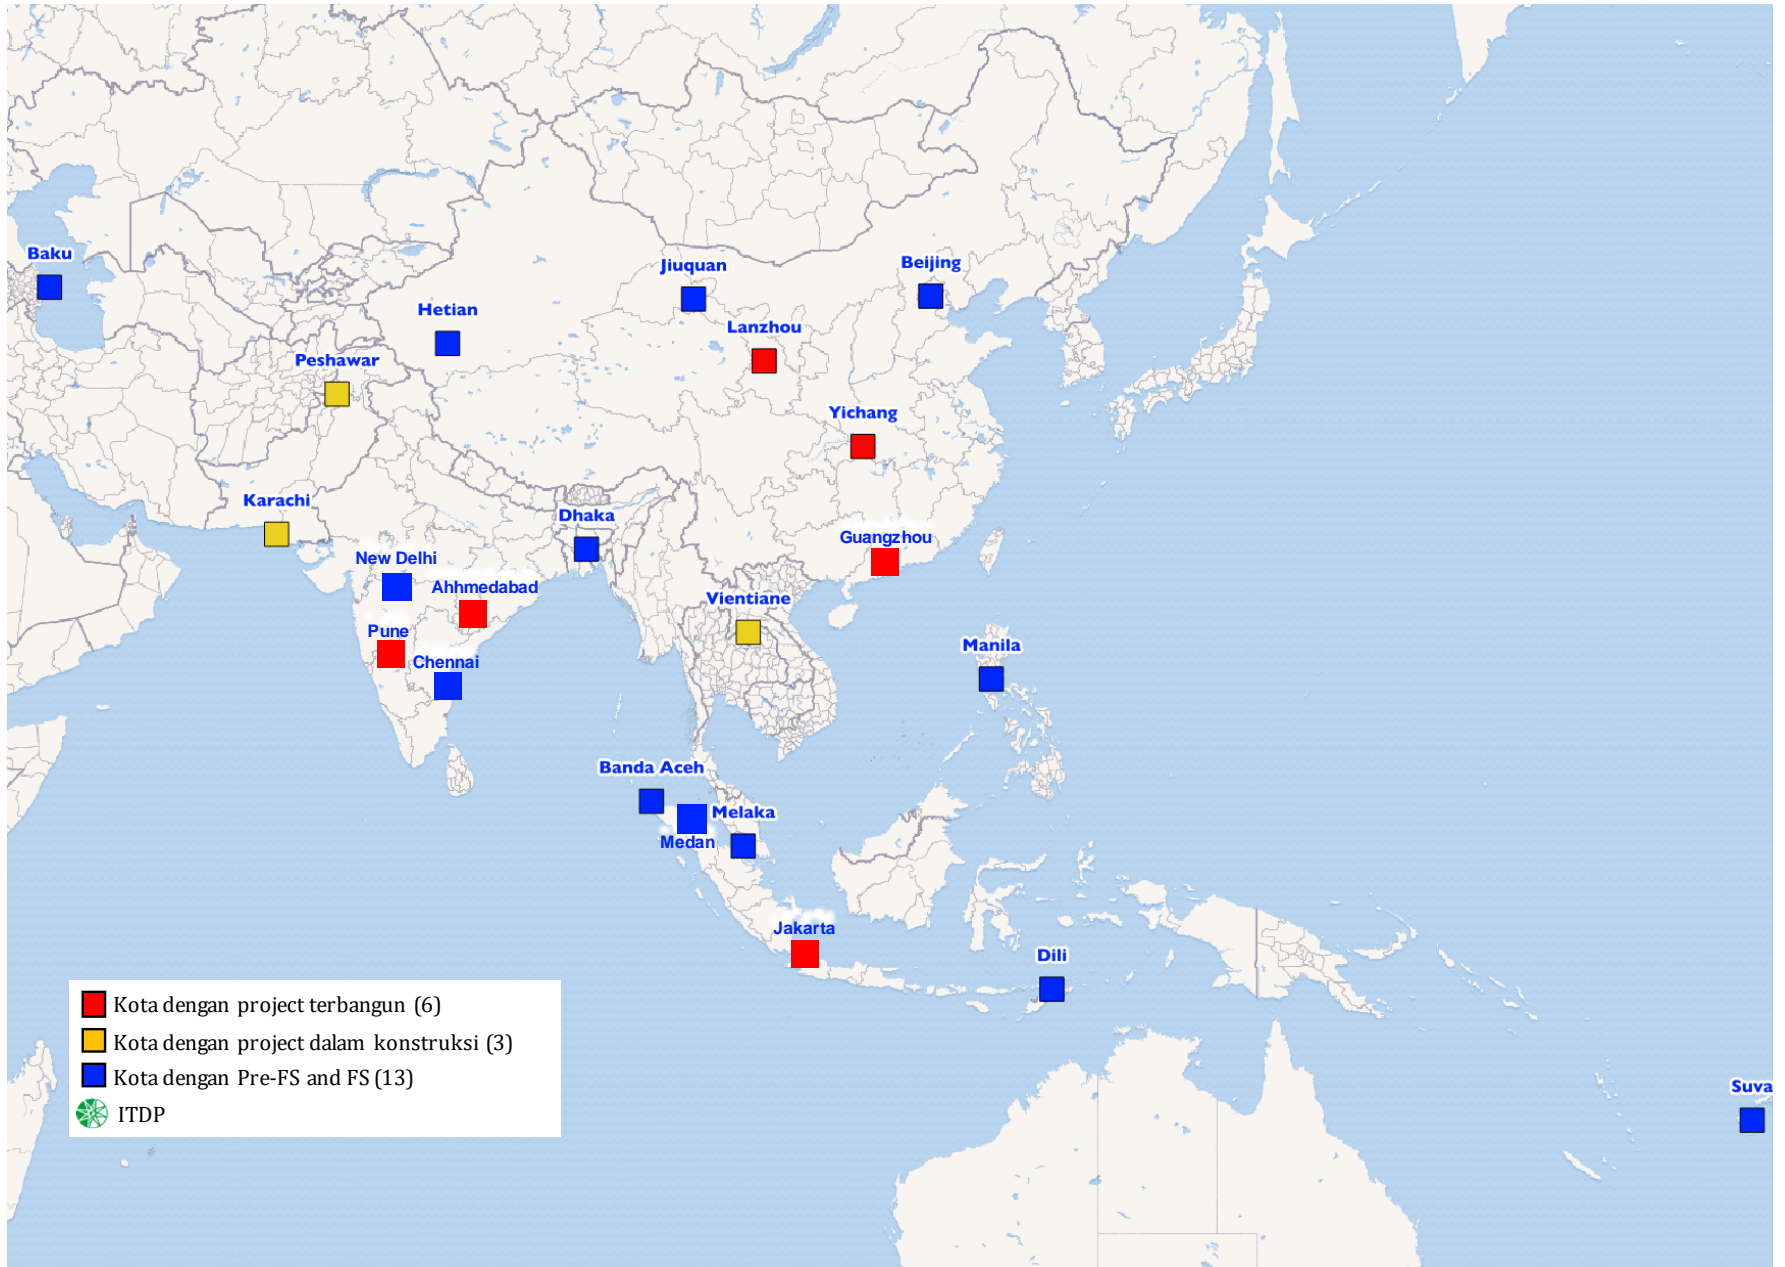 Baku
Jiuquan
Beijing
Hetian
Lanzhou
Peshawar
Yichang
Karachi
Dhaka
Guangzhou
New Delhi
Ahhmedabad
Vientiane
Pune
Manila
Chennai
Banda Aceh
Melaka
Medan
Jakarta
Dili
Kota dengan project terbangun (6)
Kota dengan project dalam konstruksi (3)
Kota dengan Pre-FS and FS (13)
Suva
ITDP